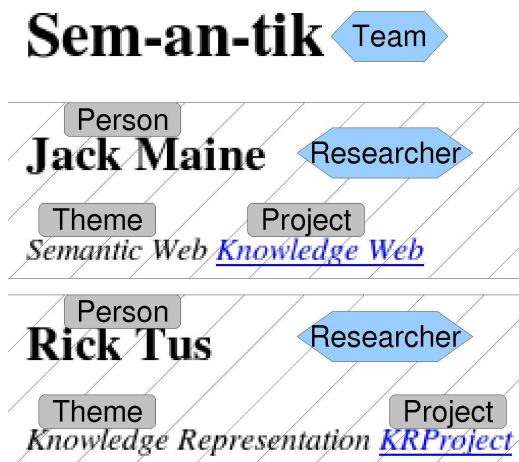 Sem-an-tik Team
Person
Jack Maine Researcher
Theme Project
Semantic Web Knowledge Web
Person
Rick Tus Researcher
Theme Project
Knowledge Representation KRProject